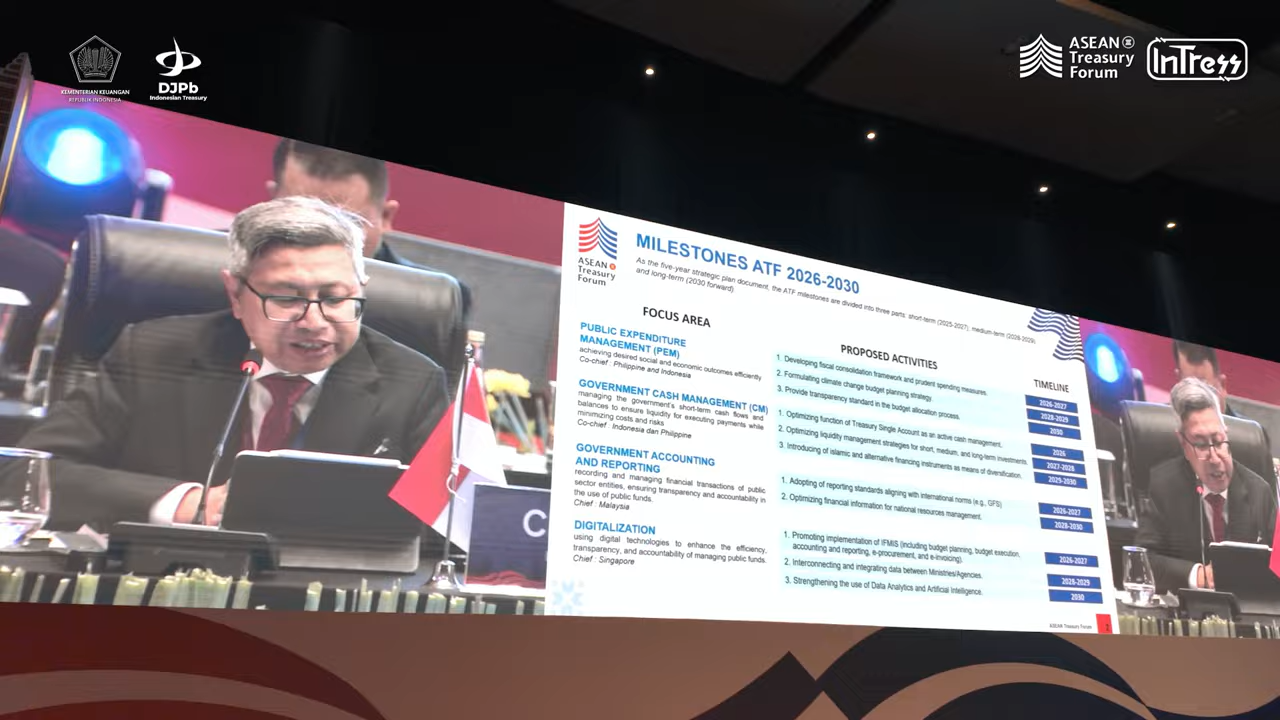 KEMENTERIAN KEUANGAN
REPUBLIK INDONESIA
DJPb
Indonesian Treasury
ASEAN
Treasury
Forum
InTress
ASEAN
Treasury
Forum
MILESTONES ATF 2026-2030
As the five-year strategic plan document, the ATF milestones are divided into three parts: short-term (2025-2027), medium-term (2028-2029),
and long-term (2030 forward)
FOCUS AREA
PROPOSED ACTIVITIES
TIMELINE
PUBLIC EXPENDITURE
MANAGEMENT (PEM)
achieving desired social and economic outcomes efficiently
Co-chief : Philippine and Indonesia
1. Developing fiscal consolidation framework and prudent spending measures.
2026-2027
2. Formulating climate change budget planning strategy.
2028-2029
3. Provide transparency standard in the budget allocation process.
2030
GOVERNMENT CASH MANAGEMENT (CM)
managing the government's short-term cash flows and
balances to ensure liquidity for executing payments while
minimizing costs and risks
Co-chief : Indonesia dan Philippine
1. Optimizing function of Treasury Single Account as an active cash management.
2026
2. Optimizing liquidity management strategies for short, medium, and long-term investments.
2027-2028
3. Introducing of islamic and alternative financing instruments as means of diversification.
2029-2030
GOVERNMENT ACCOUNTING
AND REPORTING
recording and managing financial transactions of public
sector entities, ensuring transparency and accountability in
the use of public funds.
Chief : Malaysia
1. Adopting of reporting standards aligning with international norms (e.g., GFS)
2026-2027
2. Optimizing financial information for national resources management.
2028-2030
DIGITALIZATION
using digital technologies to enhance the efficiency,
transparency, and accountability of managing public funds.
Chief : Singapore
1. Promoting implementation of IFMIS (including budget planning, budget execution,
accounting and reporting, e-procurement, and e-invoicing).
2026-2027
2. Interconnecting and integrating data between Ministries/Agencies.
2028-2029
3. Strengthening the use of Data Analytics and Artificial Intelligence.
2030
ASEAN Treasury Forum
2
C